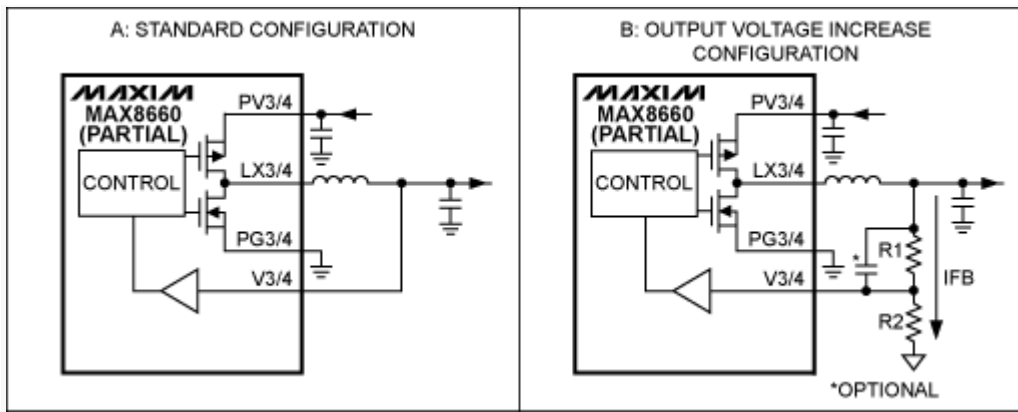 A: STANDARD CONFIGURATION
MAXIM
MAX8660
(PARTIAL)
CONTROL
PV3/4
LX3/4
PG3/4
V3/4
B: OUTPUT VOLTAGE INCREASE
CONFIGURATION
MAXIM
MAX8660
(PARTIAL)
CONTROL
PV3/4
LX3/4
PG3/4
V3/4
*
R1
IFB
R2
*OPTIONAL